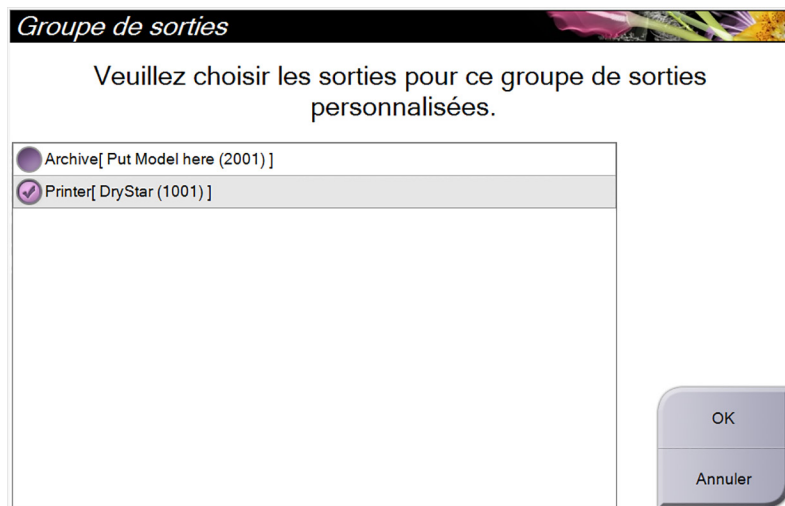 Groupe de sorties
Veuillez choisir les sorties pour ce groupe de sorties
personnalisées.
Archive[ Put Model here (2001) ]
Printer[ DryStar (1001) ]
OK
Annuler